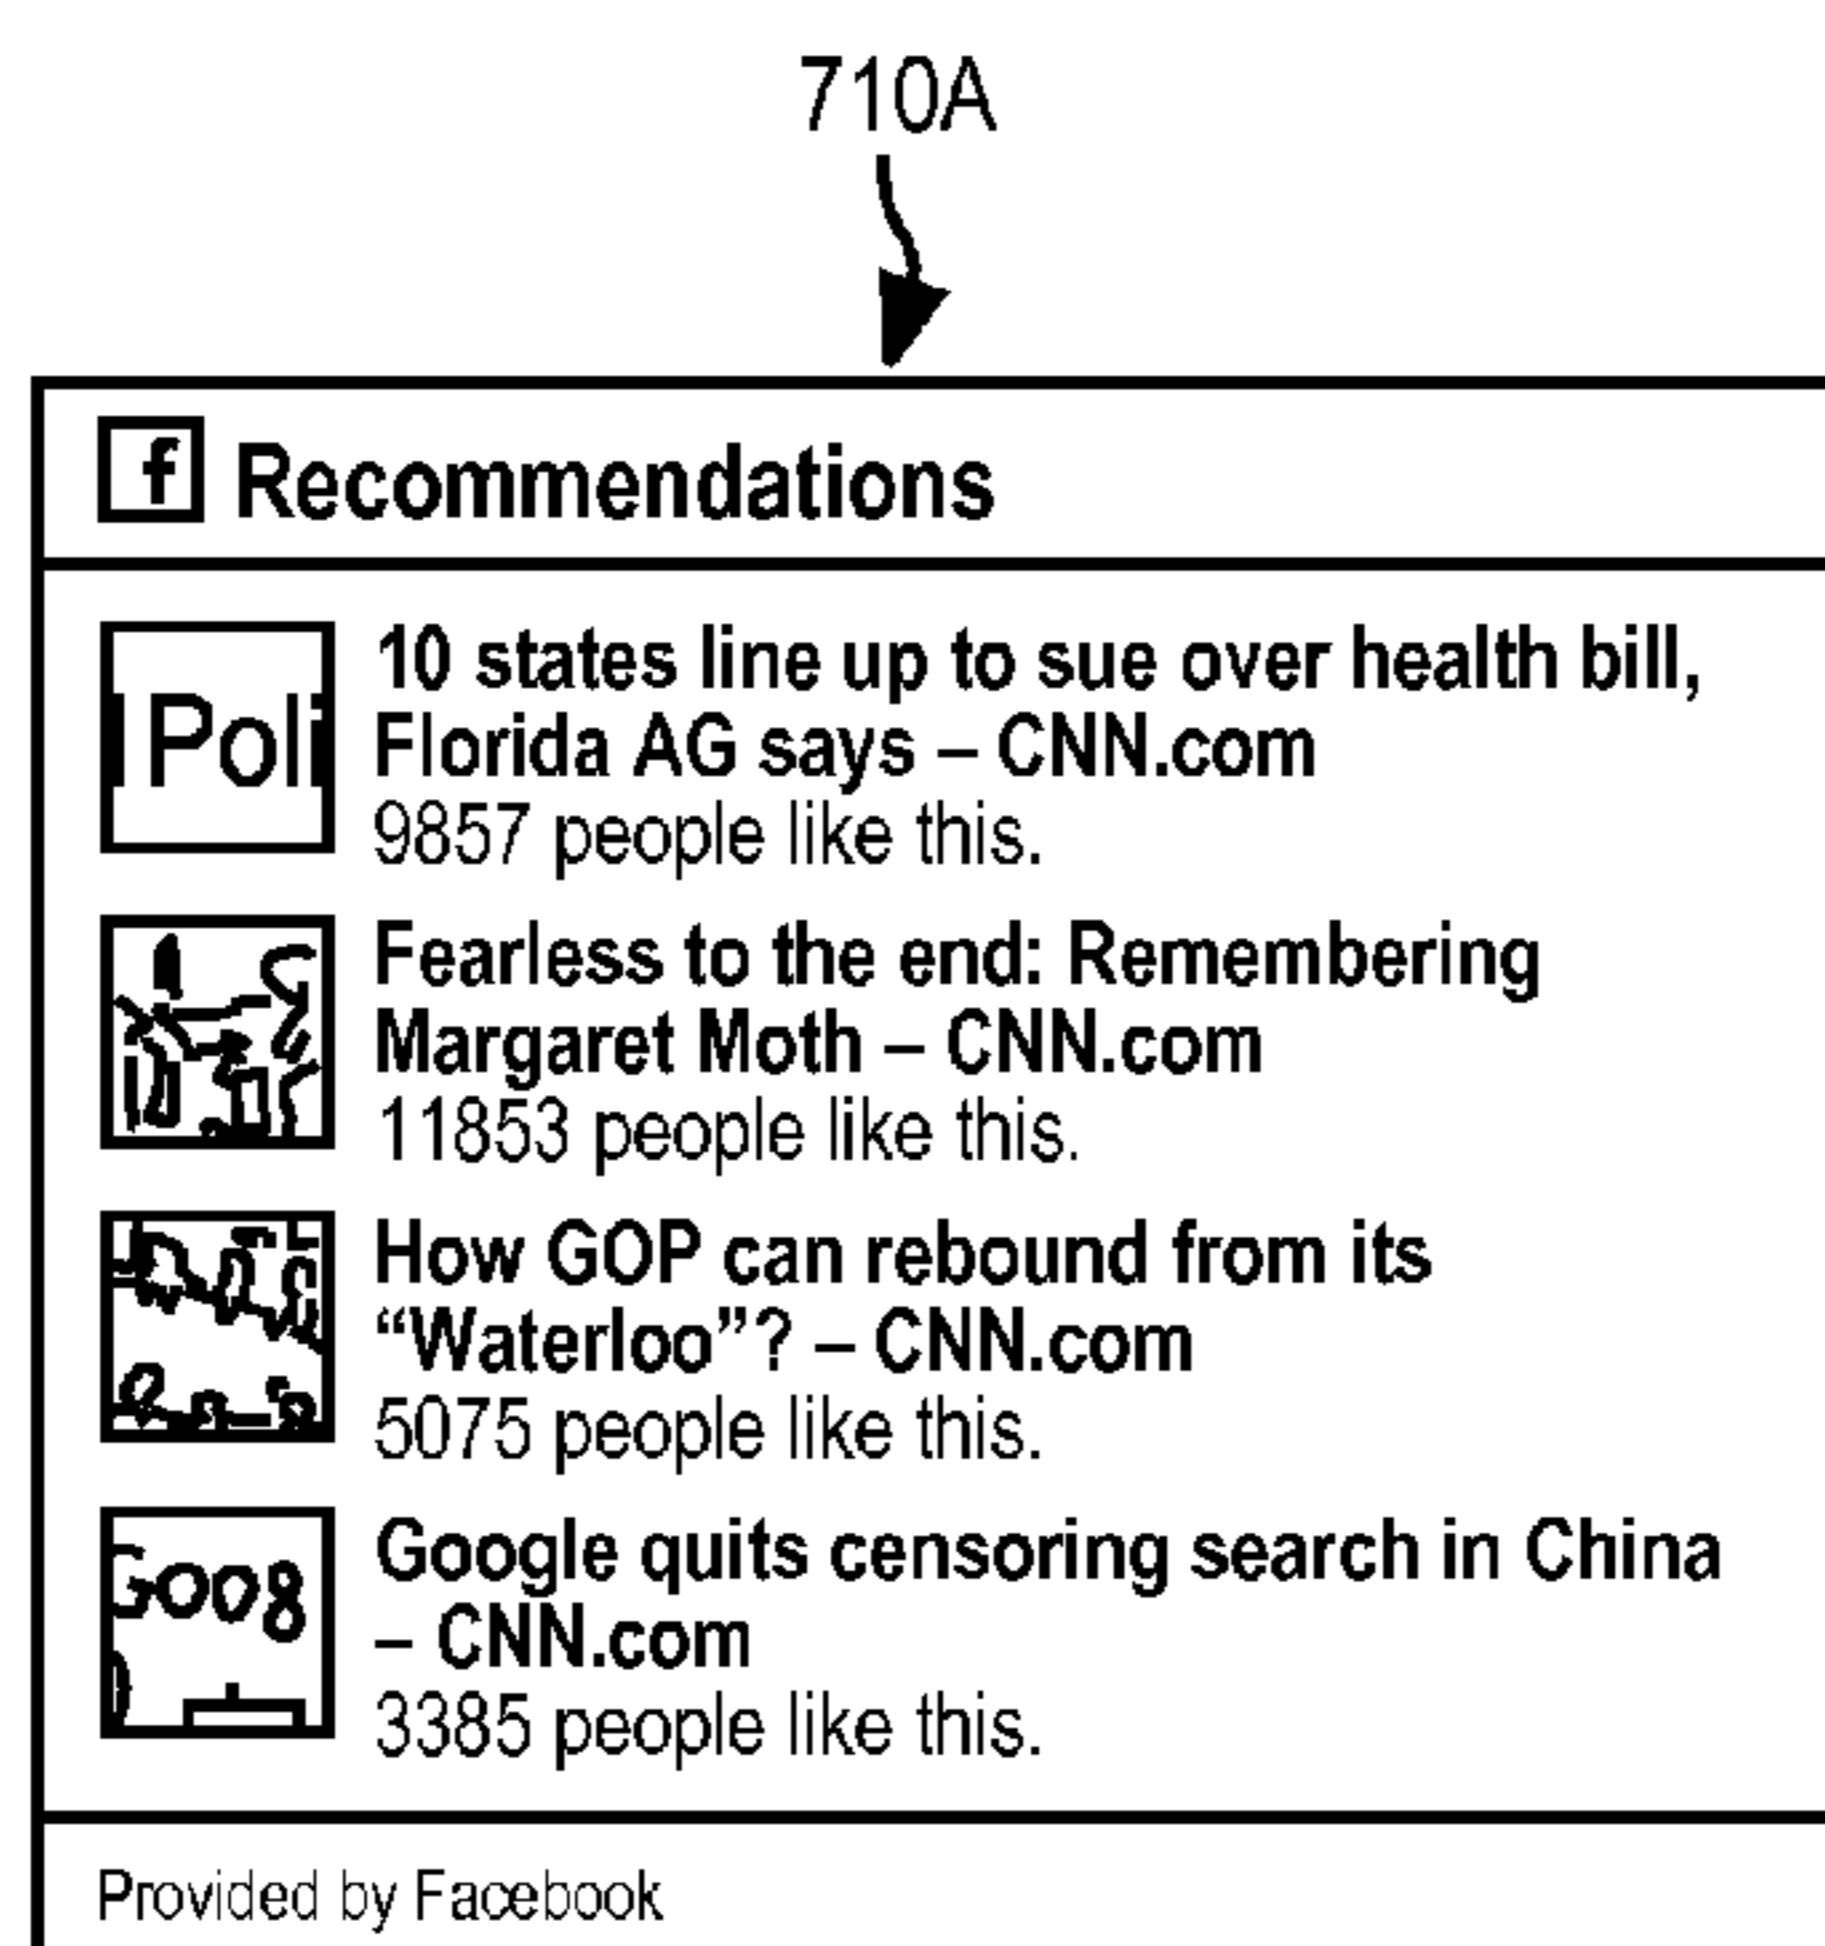 710A
f Recommendations
I Poli
10 states line up to sue over health bill,
Florida AG says – CNN.com
9857 people like this.
Fearless to the end: Remembering
Margaret Moth – CNN.com
11853 people like this.
How GOP can rebound from its
“Waterloo”? – CNN.com
5075 people like this.
Goog
Google quits censoring search in China
– CNN.com
3385 people like this.
Provided by Facebook